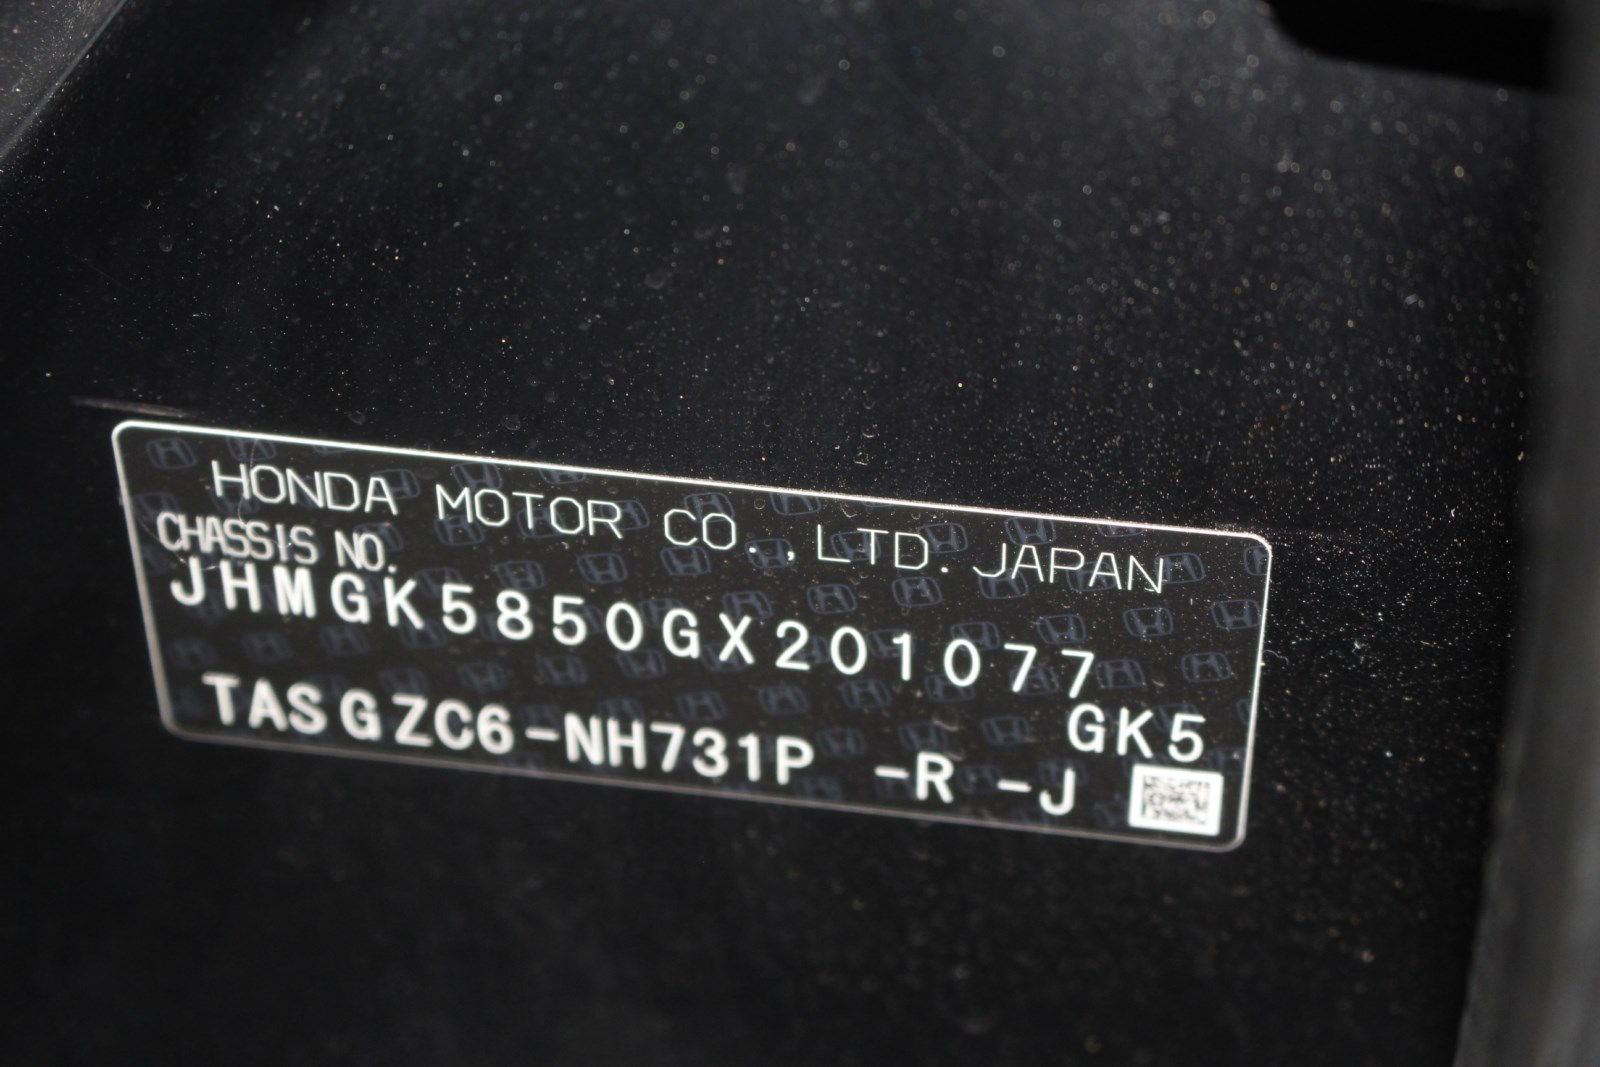 HONDA MOTOR CO., LTD. JAPAN
CHASSIS NO.
JHMGK5850GX201077
GK5
TASGZC6-NH731P -R -J